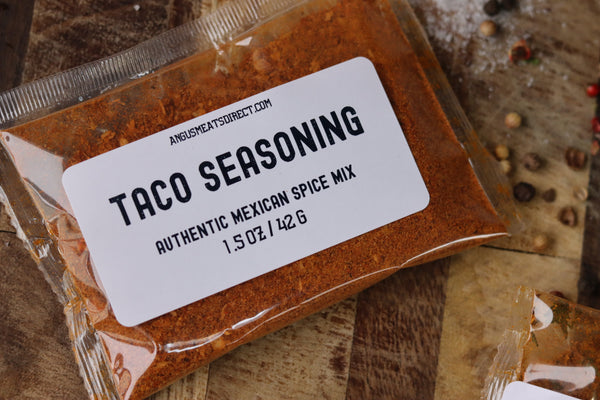 ANGUSMEATSDIRECT.COM
TACO SEASONING
AUTHENTIC MEXICAN SPICE MIX
1.5 OZ / 42 G